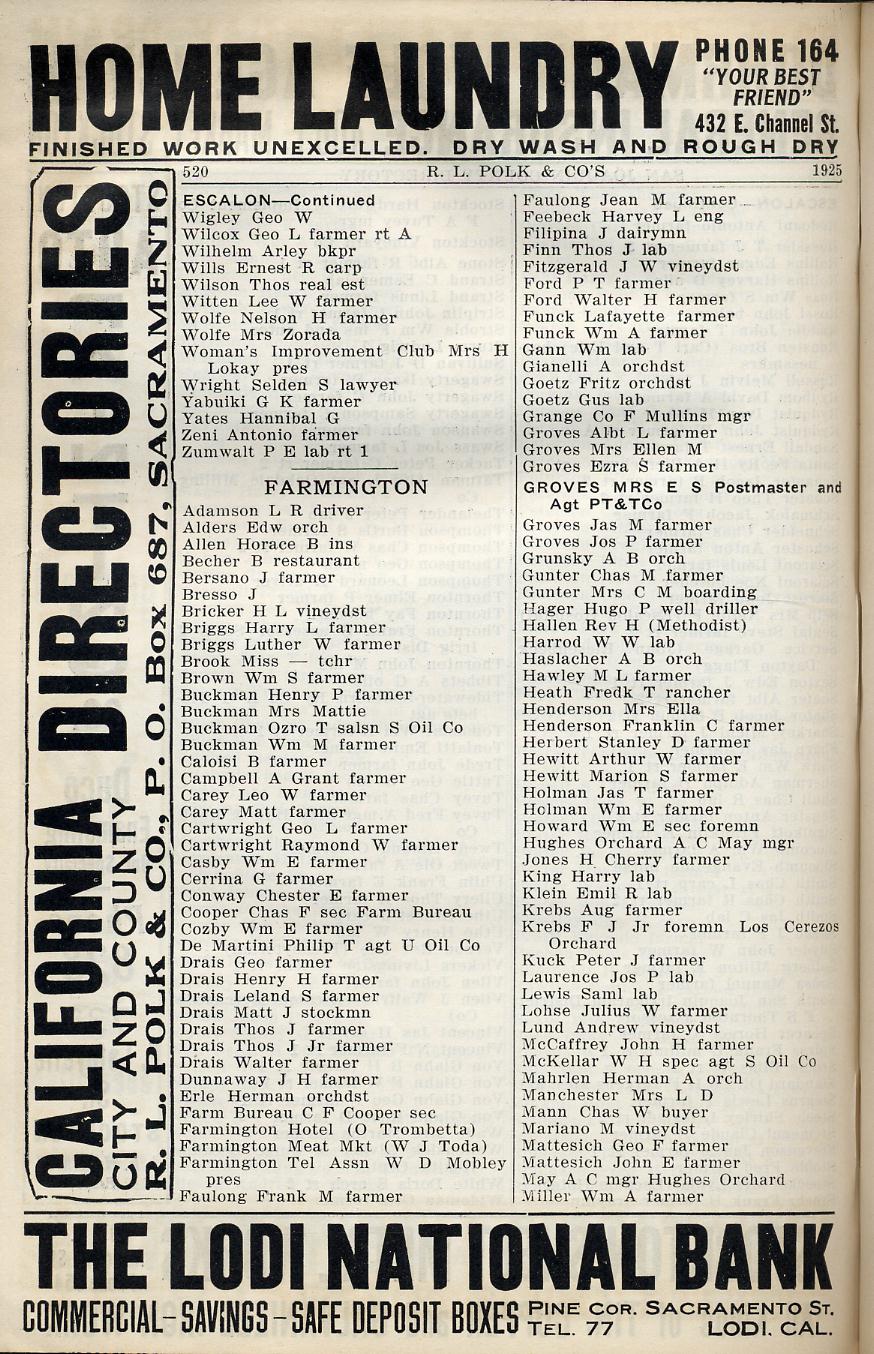 HOME LAUNDRY
PHONE 164
"YOUR BEST
FRIEND"
432 E. Channel St.
FINISHED WORK UNEXCELLED. DRY WASH AND ROUGH DRY
CALIFORNIA DIRECTORIES
CITY AND COUNTY
R. L. POLK & CO., P. O. Box 687, SACRAMENTO
520 R. L. POLK & CO'S 1925
ESCALON—Continued
Wigley Geo W
Wilcox Geo L farmer rt A
Wilhelm Arley bkpr
Wills Ernest R carp
Wilson Thos real est
Witten Lee W farmer
Wolfe Nelson H farmer
Wolfe Mrs Zorada
Woman's Improvement Club Mrs H
Lokay pres
Wright Selden S lawyer
Yabuiki G K farmer
Yates Hannibal G
Zeni Antonio farmer
Zumwalt P E lab rt 1
FARMINGTON
Adamson L R driver
Alders Edw orch
Allen Horace B ins
Becher B restaurant
Bersano J farmer
Bresso J
Bricker H L vineydst
Briggs Harry L farmer
Briggs Luther W farmer
Brook Miss — tchr
Brown Wm S farmer
Buckman Henry P farmer
Buckman Mrs Mattie
Buckman Ozro T salsn S Oil Co
Buckman Wm M farmer
Caloisi B farmer
Campbell A Grant farmer
Carey Leo W farmer
Carey Matt farmer
Cartwright Geo L farmer
Cartwright Raymond W farmer
Casby Wm E farmer
Cerrina G farmer
Conway Chester E farmer
Cooper Chas F sec Farm Bureau
Cozby Wm E farmer
De Martini Philip T agt U Oil Co
Drais Geo farmer
Drais Henry H farmer
Drais Leland S farmer
Drais Matt J stockmn
Drais Thos J farmer
Drais Thos J Jr farmer
Drais Walter farmer
Dunnaway J H farmer
Erle Herman orchdst
Farm Bureau C F Cooper sec
Farmington Hotel (O Trombetta)
Farmington Meat Mkt (W J Toda)
Farmington Tel Assn W D Mobley
pres
Faulong Frank M farmer
Faulong Jean M farmer
Feebeck Harvey L eng
Filipina J dairymn
Finn Thos J lab
Fitzgerald J W vineydst
Ford P T farmer
Ford Walter H farmer
Funck Lafayette farmer
Funck Wm A farmer
Gann Wm lab
Gianelli A orchdst
Goetz Fritz orchdst
Goetz Gus lab
Grange Co F Mullins mgr
Groves Albt L farmer
Groves Mrs Ellen M
Groves Ezra S farmer
GROVES MRS E S Postmaster and
Agt PT&TCo
Groves Jas M farmer
Groves Jos P farmer
Grunsky A B orch
Gunter Chas M farmer
Gunter Mrs C M boarding
Hager Hugo P well driller
Hallen Rev H (Methodist)
Harrod W W lab
Haslacher A B orch
Hawley M L farmer
Heath Fredk T rancher
Henderson Mrs Ella
Henderson Franklin C farmer
Herbert Stanley D farmer
Hewitt Arthur W farmer
Hewitt Marion S farmer
Holman Jas T farmer
Holman Wm E farmer
Howard Wm E sec foremn
Hughes Orchard A C May mgr
Jones H Cherry farmer
King Harry lab
Klein Emil R lab
Krebs Aug farmer
Krebs F J Jr foremn Los Cerezos
Orchard
Kuck Peter J farmer
Laurence Jos P lab
Lewis Saml lab
Lohse Julius W farmer
Lund Andrew vineydst
McCaffrey John H farmer
McKellar W H spec agt S Oil Co
Mahrlen Herman A orch
Manchester Mrs L D
Mann Chas W buyer
Mariano M vineydst
Mattesich Geo F farmer
Mattesich John E farmer
May A C mgr Hughes Orchard
Miller Wm A farmer
THE LODI NATIONAL BANK
COMMERCIAL–SAVINGS–SAFE DEPOSIT BOXES
PINE COR. SACRAMENTO ST.
TEL. 77 LODI, CAL.